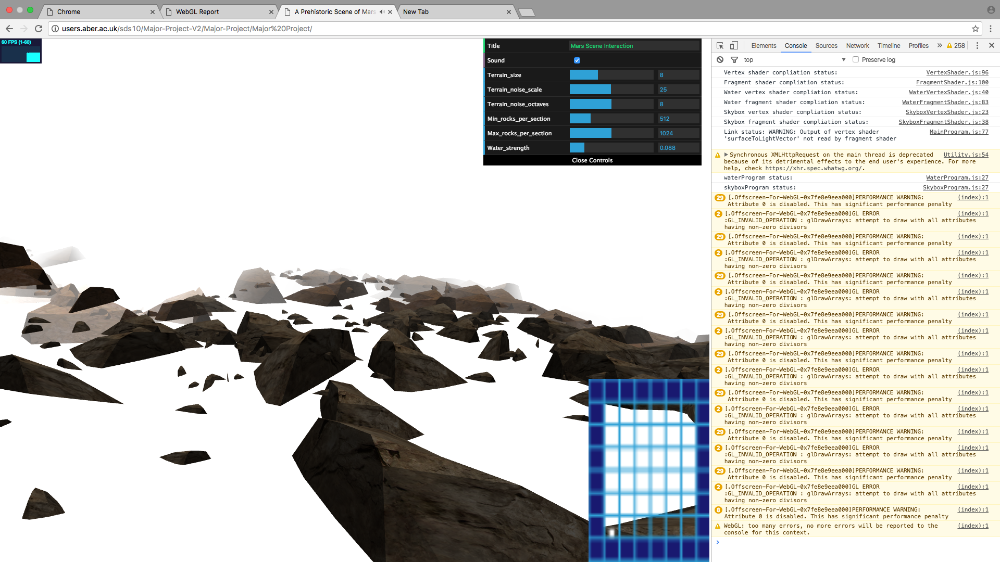 Chrome
WebGL Report
A Prehistoric Scene of Mars
New Tab
users.aber.ac.uk/sds10/Major-Project-V2/Major-Project/Major%20Project/
60 FPS (1-60)
Title Mars Scene Interaction
Sound
Terrain_size 8
Terrain_noise_scale 25
Terrain_noise_octaves 8
Min_rocks_per_section 512
Max_rocks_per_section 1024
Water_strength 0.088
Close Controls
Elements Console Sources Network Timeline Profiles » 258
top Preserve log
Vertex shader compliation status: VertexShader.js:96
Fragment shader compliation status: FragmentShader.js:100
Water vertex shader compliation status: WaterVertexShader.js:40
Water fragment shader compliation status: WaterFragmentShader.js:83
Skybox vertex shader compliation status: SkyboxVertexShader.js:23
Skybox fragment shader compliation status: SkyboxFragmentShader.js:38
Link status: WARNING: Output of vertex shader MainProgram.js:77
'surfaceToLightVector' not read by fragment shader
Synchronous XMLHttpRequest on the main thread is deprecated Utility.js:54
because of its detrimental effects to the end user's experience. For more
help, check https://xhr.spec.whatwg.org/.
waterProgram status: WaterProgram.js:27
skyboxProgram status: SkyboxProgram.js:27
29 [.Offscreen-For-WebGL-0x7fe8e9eea000]PERFORMANCE WARNING: (index):1
Attribute 0 is disabled. This has significant performance penalty
2 [.Offscreen-For-WebGL-0x7fe8e9eea000]GL ERROR (index):1
:GL_INVALID_OPERATION : glDrawArrays: attempt to draw with all attributes
having non-zero divisors
29 [.Offscreen-For-WebGL-0x7fe8e9eea000]PERFORMANCE WARNING: (index):1
Attribute 0 is disabled. This has significant performance penalty
2 [.Offscreen-For-WebGL-0x7fe8e9eea000]GL ERROR (index):1
:GL_INVALID_OPERATION : glDrawArrays: attempt to draw with all attributes
having non-zero divisors
29 [.Offscreen-For-WebGL-0x7fe8e9eea000]PERFORMANCE WARNING: (index):1
Attribute 0 is disabled. This has significant performance penalty
2 [.Offscreen-For-WebGL-0x7fe8e9eea000]GL ERROR (index):1
:GL_INVALID_OPERATION : glDrawArrays: attempt to draw with all attributes
having non-zero divisors
29 [.Offscreen-For-WebGL-0x7fe8e9eea000]PERFORMANCE WARNING: (index):1
Attribute 0 is disabled. This has significant performance penalty
2 [.Offscreen-For-WebGL-0x7fe8e9eea000]GL ERROR (index):1
:GL_INVALID_OPERATION : glDrawArrays: attempt to draw with all attributes
having non-zero divisors
29 [.Offscreen-For-WebGL-0x7fe8e9eea000]PERFORMANCE WARNING: (index):1
Attribute 0 is disabled. This has significant performance penalty
2 [.Offscreen-For-WebGL-0x7fe8e9eea000]GL ERROR (index):1
:GL_INVALID_OPERATION : glDrawArrays: attempt to draw with all attributes
having non-zero divisors
29 [.Offscreen-For-WebGL-0x7fe8e9eea000]PERFORMANCE WARNING: (index):1
Attribute 0 is disabled. This has significant performance penalty
2 [.Offscreen-For-WebGL-0x7fe8e9eea000]GL ERROR (index):1
:GL_INVALID_OPERATION : glDrawArrays: attempt to draw with all attributes
having non-zero divisors
29 [.Offscreen-For-WebGL-0x7fe8e9eea000]PERFORMANCE WARNING: (index):1
Attribute 0 is disabled. This has significant performance penalty
2 [.Offscreen-For-WebGL-0x7fe8e9eea000]GL ERROR (index):1
:GL_INVALID_OPERATION : glDrawArrays: attempt to draw with all attributes
having non-zero divisors
29 [.Offscreen-For-WebGL-0x7fe8e9eea000]PERFORMANCE WARNING: (index):1
Attribute 0 is disabled. This has significant performance penalty
2 [.Offscreen-For-WebGL-0x7fe8e9eea000]GL ERROR (index):1
:GL_INVALID_OPERATION : glDrawArrays: attempt to draw with all attributes
having non-zero divisors
8 [.Offscreen-For-WebGL-0x7fe8e9eea000]PERFORMANCE WARNING: (index):1
Attribute 0 is disabled. This has significant performance penalty
WebGL: too many errors, no more errors will be reported to the (index):1
console for this context.